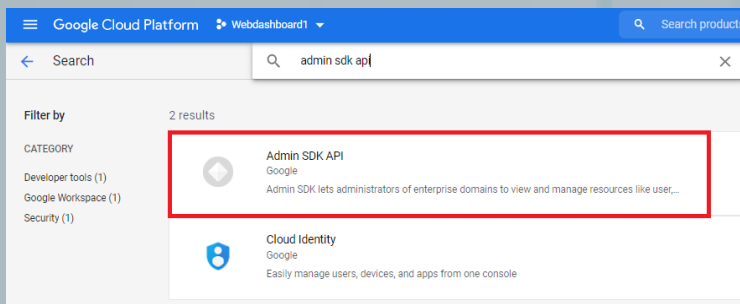 Google Cloud Platform
Webdashboard1
Search products
Search
admin sdk api
Filter by
2 results
CATEGORY
Developer tools (1)
Google Workspace (1)
Security (1)
Admin SDK API
Google
Admin SDK lets administrators of enterprise domains to view and manage resources like user,...
Cloud Identity
Google
Easily manage users, devices, and apps from one console